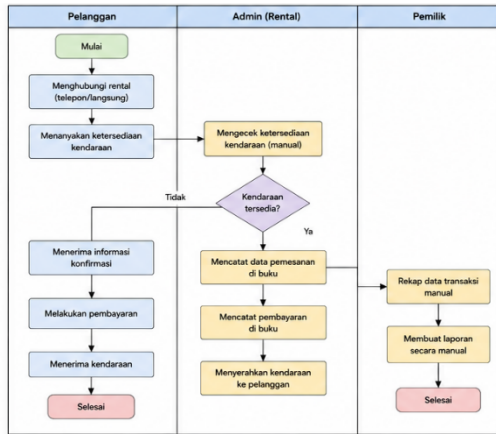 Pelanggan
Admin (Rental)
Pemilik
Mulai
Menghubungi rental
(telepon/langsung)
Menanyakan ketersediaan
kendaraan
Mengecek ketersediaan
kendaraan (manual)
Kendaraan
tersedia?
Tidak
Ya
Menerima informasi
konfirmasi
Mencatat data pemesanan
di buku
Rekap data transaksi
manual
Melakukan pembayaran
Mencatat pembayaran
di buku
Membuat laporan
secara manual
Menerima kendaraan
Menyerahkan kendaraan
ke pelanggan
Selesai
Selesai